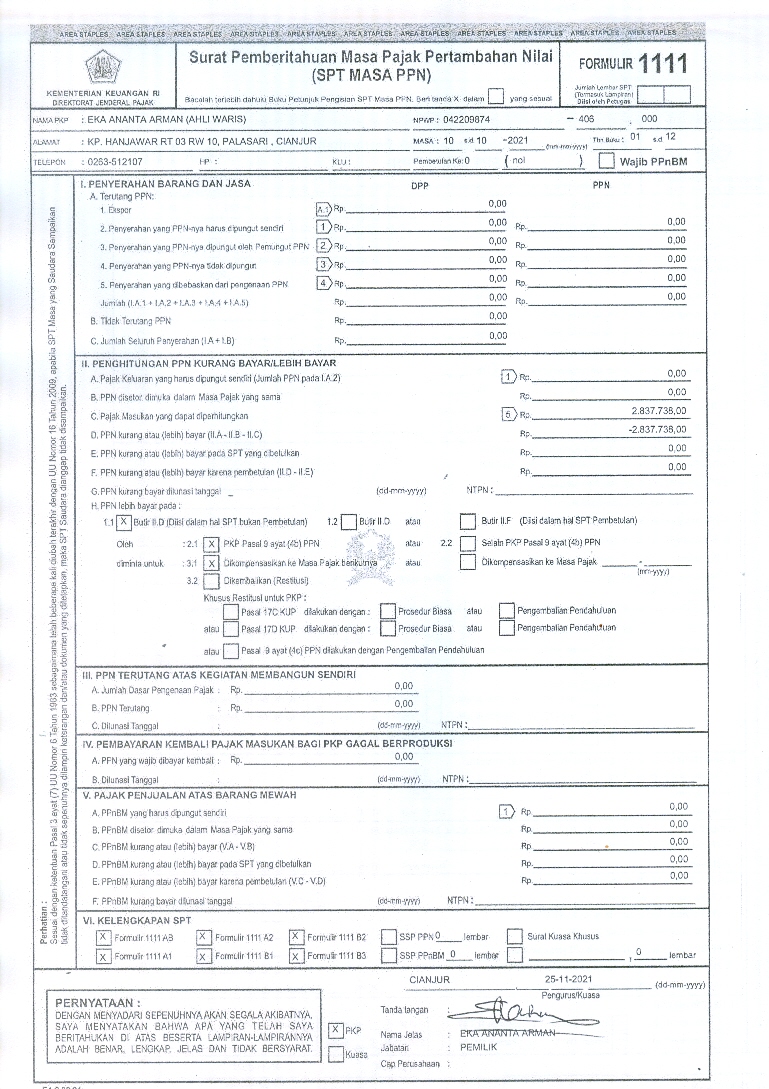 AREA STAPLES AREA STAPLES AREA STAPLES AREA STAPLES AREA STAPLES AREA STAPLES AREA STAPLES AREA STAPLES AREA STAPLES AREA STAPLES AREA STAPLES
KEMENTERIAN KEUANGAN RI
DIREKTORAT JENDERAL PAJAK
Surat Pemberitahuan Masa Pajak Pertambahan Nilai
(SPT MASA PPN)
Bacalah terlebih dahulu Buku Petunjuk Pengisian SPT Masa PPN. Beri tanda X dalam yang sesuai
FORMULIR 1111
Jumlah Lembar SPT
(Termasuk Lampiran)
Diisi oleh Petugas
NAMA PKP : EKA ANANTA ARMAN (AHLI WARIS) NPWP : 042209874 – 406 . 000
ALAMAT : KP. HANJAWAR RT 03 RW 10, PALASARI , CIANJUR MASA : 10 s.d 10 -2021 (mm-mm-yyyy) Thn Buku : 01 s.d 12
TELEPON : 0263-512107 HP : KLU : Pembetulan Ke: 0 ( nol ) Wajib PPnBM
I. PENYERAHAN BARANG DAN JASA DPP PPN
A. Terutang PPN:
1. Ekspor A.1 Rp. 0,00
2. Penyerahan yang PPN-nya harus dipungut sendiri 1 Rp. 0,00 Rp. 0,00
3. Penyerahan yang PPN-nya dipungut oleh Pemungut PPN 2 Rp. 0,00 Rp. 0,00
4. Penyerahan yang PPN-nya tidak dipungut 3 Rp. 0,00 Rp. 0,00
5. Penyerahan yang dibebaskan dari pengenaan PPN 4 Rp. 0,00 Rp. 0,00
Jumlah (I.A.1 + I.A.2 + I.A.3 + I.A.4 + I.A.5) Rp. 0,00 Rp. 0,00
B. Tidak Terutang PPN Rp. 0,00
C. Jumlah Seluruh Penyerahan (I.A + I.B) Rp. 0,00
II. PENGHITUNGAN PPN KURANG BAYAR/LEBIH BAYAR
A. Pajak Keluaran yang harus dipungut sendiri (Jumlah PPN pada I.A.2) 1 Rp. 0,00
B. PPN disetor dimuka dalam Masa Pajak yang sama Rp. 0,00
C. Pajak Masukan yang dapat diperhitungkan 5 Rp. 2.837.738,00
D. PPN kurang atau (lebih) bayar (II.A - II.B - II.C) Rp. -2.837.738,00
E. PPN kurang atau (lebih) bayar pada SPT yang dibetulkan Rp. 0,00
F. PPN kurang atau (lebih) bayar karena pembetulan (II.D - II.E) Rp. 0,00
G. PPN kurang bayar dilunasi tanggal (dd-mm-yyyy) NTPN :
H. PPN lebih bayar pada :
1.1 X Butir II.D (Diisi dalam hal SPT bukan Pembetulan) 1.2 Butir II.D atau Butir II.F (Diisi dalam hal SPT Pembetulan)
Oleh : 2.1 X PKP Pasal 9 ayat (4b) PPN atau 2.2 Selain PKP Pasal 9 ayat (4b) PPN
diminta untuk : 3.1 X Dikompensasikan ke Masa Pajak berikutnya atau Dikompensasikan ke Masa Pajak - (mm-yyyy)
3.2 Dikembalikan (Restitusi)
Khusus Restitusi untuk PKP :
Pasal 17C KUP dilakukan dengan : Prosedur Biasa atau Pengembalian Pendahuluan
atau Pasal 17D KUP dilakukan dengan : Prosedur Biasa atau Pengembalian Pendahuluan
atau Pasal 9 ayat (4c) PPN dilakukan dengan Pengembalian Pendahuluan
III. PPN TERUTANG ATAS KEGIATAN MEMBANGUN SENDIRI
A. Jumlah Dasar Pengenaan Pajak : Rp. 0,00
B. PPN Terutang : Rp. 0,00
C. Dilunasi Tanggal : (dd-mm-yyyy) NTPN :
IV. PEMBAYARAN KEMBALI PAJAK MASUKAN BAGI PKP GAGAL BERPRODUKSI
A. PPN yang wajib dibayar kembali : Rp. 0,00
B. Dilunasi Tanggal : (dd-mm-yyyy) NTPN :
V. PAJAK PENJUALAN ATAS BARANG MEWAH
A. PPnBM yang harus dipungut sendiri 1 Rp. 0,00
B. PPnBM disetor dimuka dalam Masa Pajak yang sama Rp. 0,00
C. PPnBM kurang atau (lebih) bayar (V.A - V.B) Rp. 0,00
D. PPnBM kurang atau (lebih) bayar pada SPT yang dibetulkan Rp. 0,00
E. PPnBM kurang atau (lebih) bayar karena pembetulan (V.C - V.D) Rp. 0,00
F. PPnBM kurang bayar dilunasi tanggal (dd-mm-yyyy) NTPN :
VI. KELENGKAPAN SPT
X Formulir 1111 AB X Formulir 1111 A2 X Formulir 1111 B2 SSP PPN 0 lembar Surat Kuasa Khusus
X Formulir 1111 A1 X Formulir 1111 B1 X Formulir 1111 B3 SSP PPnBM 0 lembar , 0 lembar
Perhatian :
Sesuai dengan ketentuan Pasal 3 ayat (7) UU Nomor 6 Tahun 1983 sebagaimana telah beberapa kali diubah terakhir dengan UU Nomor 16 Tahun 2009, apabila SPT Masa yang Saudara Sampaikan
tidak ditandatangani atau tidak sepenuhnya dilampiri keterangan dan/atau dokumen yang ditetapkan, maka SPT Saudara dianggap tidak disampaikan.
PERNYATAAN :
DENGAN MENYADARI SEPENUHNYA AKAN SEGALA AKIBATNYA,
SAYA MENYATAKAN BAHWA APA YANG TELAH SAYA
BERITAHUKAN DI ATAS BESERTA LAMPIRAN-LAMPIRANNYA
ADALAH BENAR, LENGKAP, JELAS DAN TIDAK BERSYARAT.
X PKP
Kuasa
CIANJUR 25-11-2021 (dd-mm-yyyy)
Pengurus/Kuasa
Tanda tangan :
Nama Jelas : EKA ANANTA ARMAN
Jabatan : PEMILIK
Cap Perusahaan :